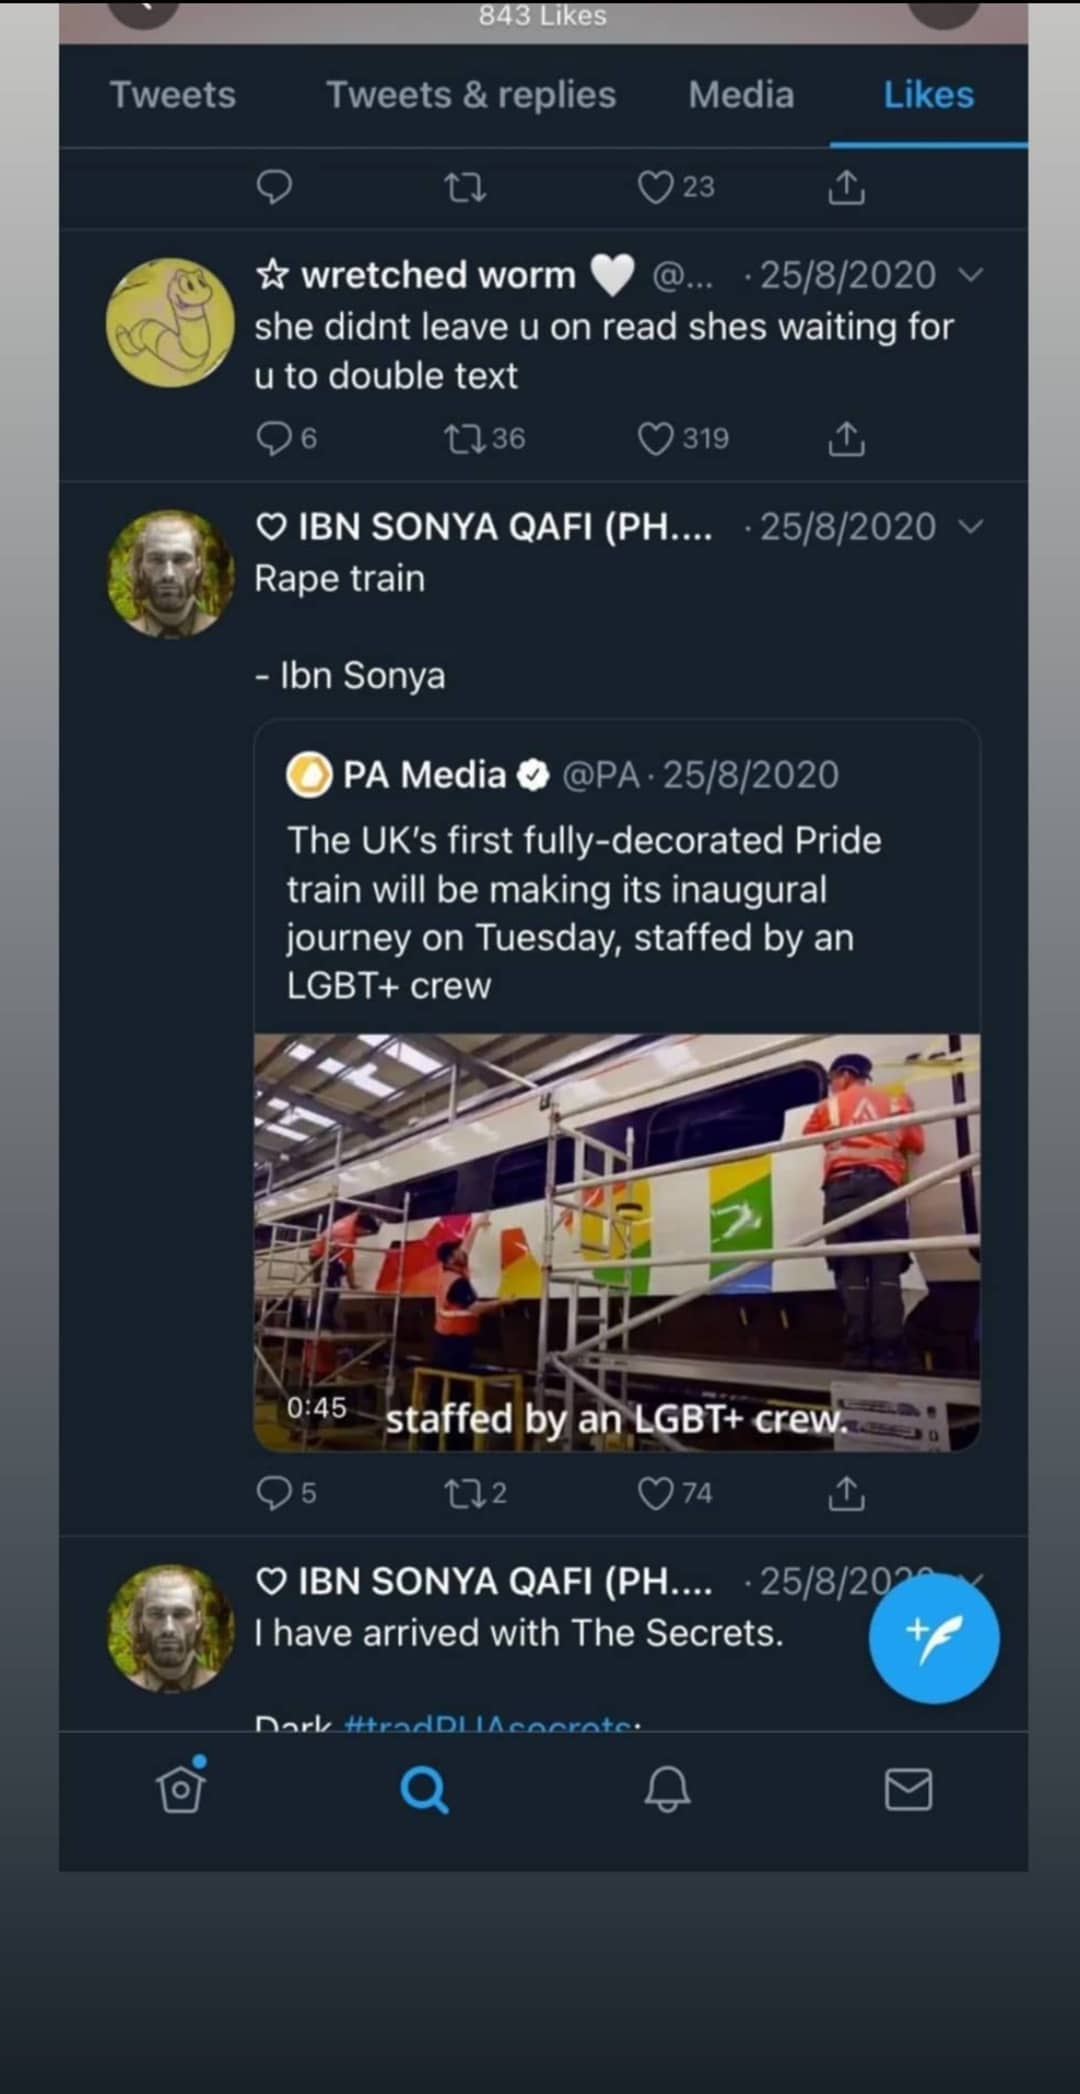 843 Likes
Tweets
Tweets & replies
Media
Likes
23
☆ wretched worm 🤍 @... · 25/8/2020
she didnt leave u on read shes waiting for
u to double text
6
36
319
♡ IBN SONYA QAFI (PH.... · 25/8/2020
Rape train
- Ibn Sonya
PA Media @PA · 25/8/2020
The UK's first fully-decorated Pride
train will be making its inaugural
journey on Tuesday, staffed by an
LGBT+ crew
0:45
staffed by an LGBT+ crew.
5
2
74
♡ IBN SONYA QAFI (PH.... · 25/8/20
I have arrived with The Secrets.
Dark #tradPUAsecrets: